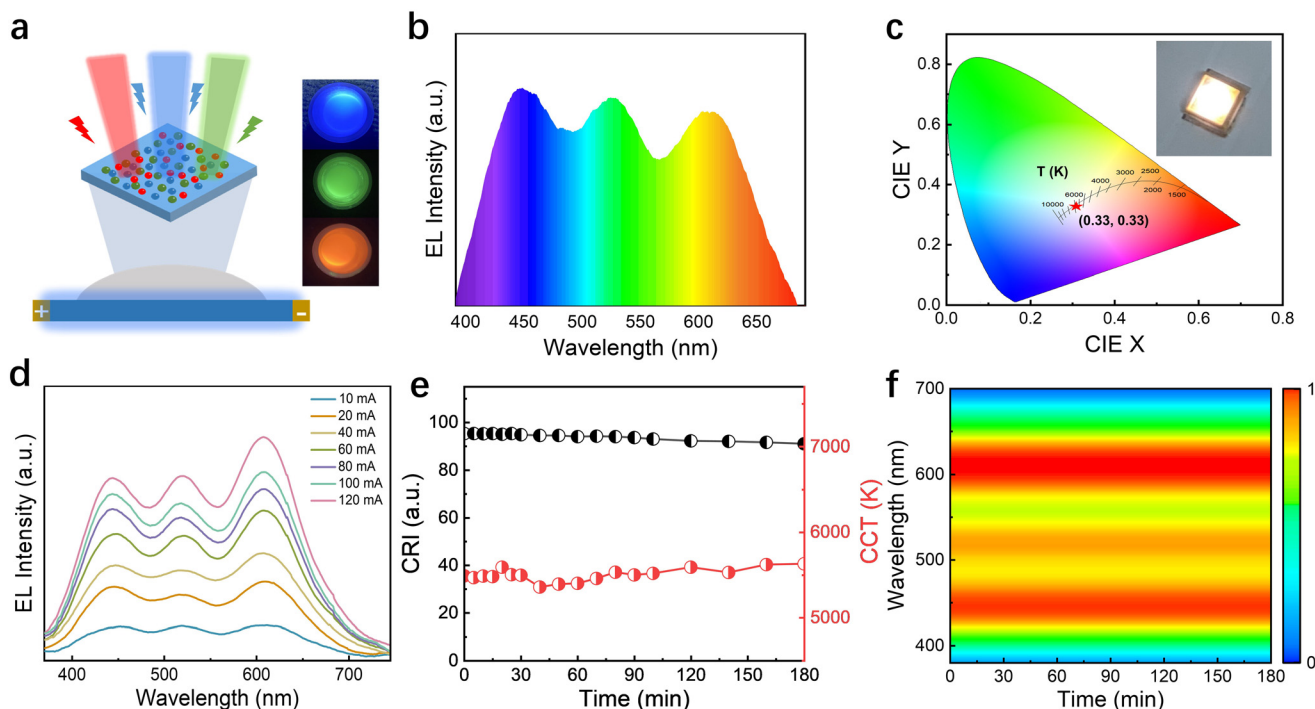 a
+
-
b
EL Intensity (a.u.)
400 450 500 550 600 650
Wavelength (nm)
c
CIE Y
0.8
0.6
0.4
0.2
0.0
T (K)
10000 6000 4000 3000 2500 2000 1500
(0.33, 0.33)
0.0 0.2 0.4 0.6 0.8
CIE X
d
EL Intensity (a.u.)
10 mA
20 mA
40 mA
60 mA
80 mA
100 mA
120 mA
400 500 600 700
Wavelength (nm)
e
CRI (a.u.)
100
80
60
40
20
0
0 30 60 90 120 150 180
Time (min)
7000
6000
5000
CCT (K)
f
Wavelength (nm)
700
600
500
400
0 30 60 90 120 150 180
Time (min)
1
0